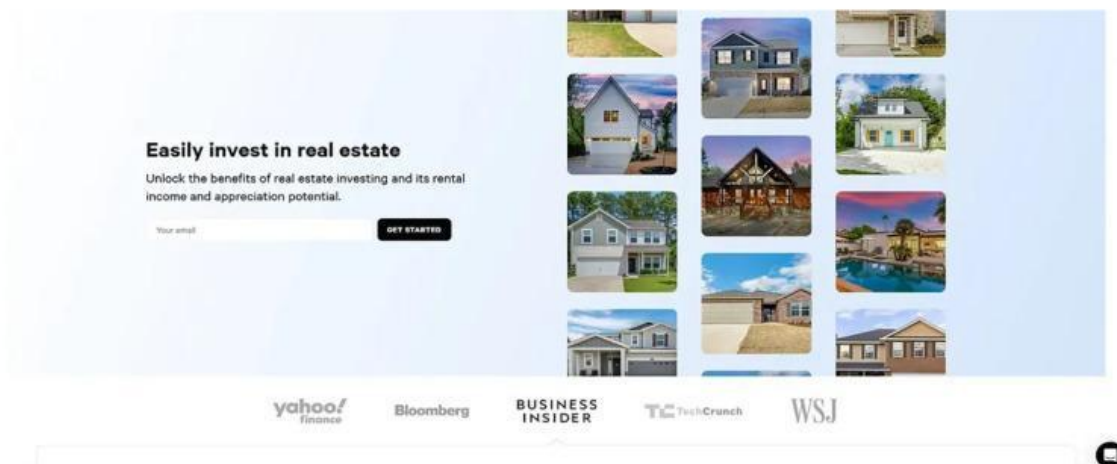 Easily invest in real estate
Unlock the benefits of real estate investing and its rental
income and appreciation potential.
Your email
GET STARTED
yahoo!
finance
Bloomberg
BUSINESS
INSIDER
TC TechCrunch
WSJ